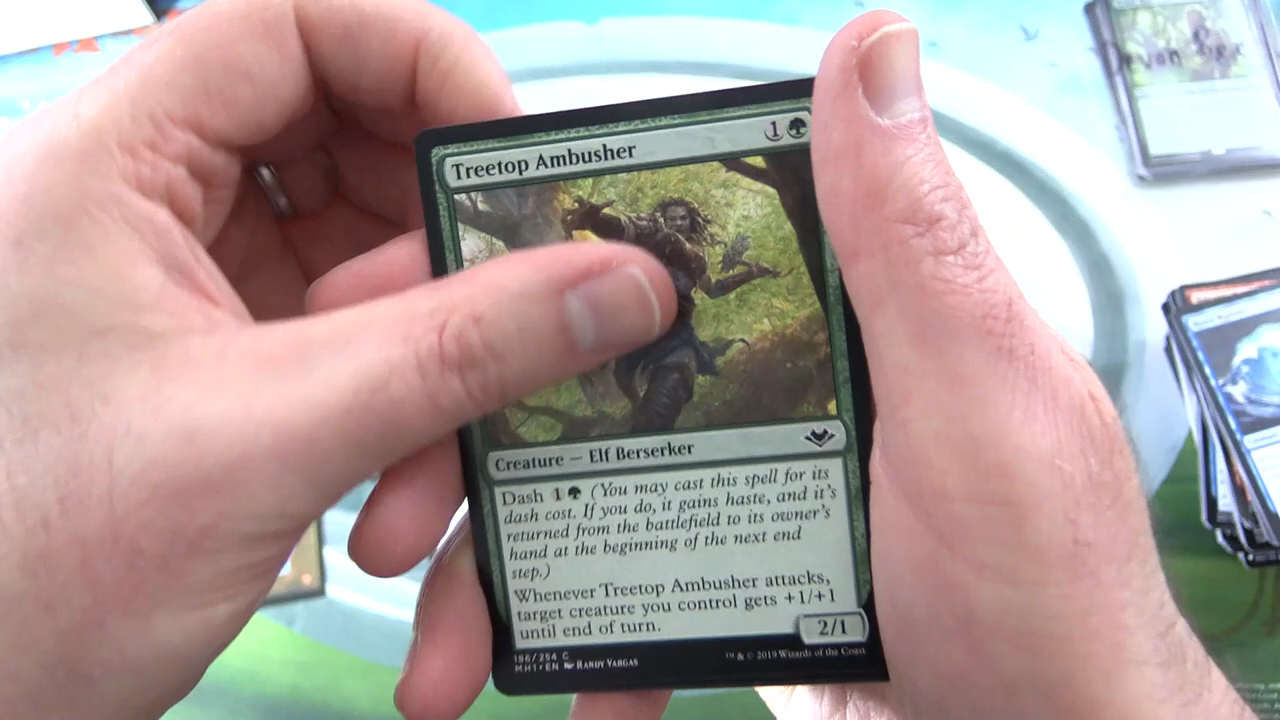 Treetop Ambusher
1
Creature — Elf Berserker
Dash 1 (You may cast this spell for its
dash cost. If you do, it gains haste, and it's
returned from the battlefield to its owner's
hand at the beginning of the next end
step.)
Whenever Treetop Ambusher attacks,
target creature you control gets +1/+1
until end of turn.
2/1
186/254 C
MH1 • EN RANDY VARGAS
™ & © 2019 Wizards of the Coast